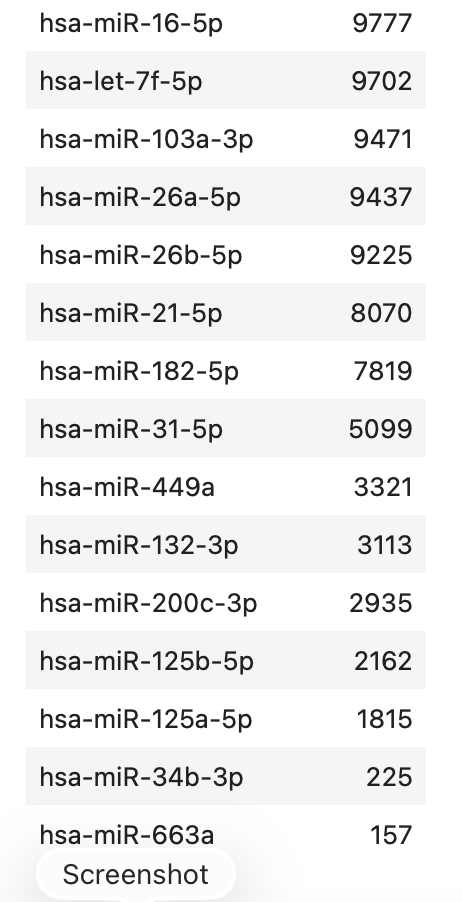 hsa-miR-16-5p 9777
hsa-let-7f-5p 9702
hsa-miR-103a-3p 9471
hsa-miR-26a-5p 9437
hsa-miR-26b-5p 9225
hsa-miR-21-5p 8070
hsa-miR-182-5p 7819
hsa-miR-31-5p 5099
hsa-miR-449a 3321
hsa-miR-132-3p 3113
hsa-miR-200c-3p 2935
hsa-miR-125b-5p 2162
hsa-miR-125a-5p 1815
hsa-miR-34b-3p 225
hsa-miR-663a 157
Screenshot